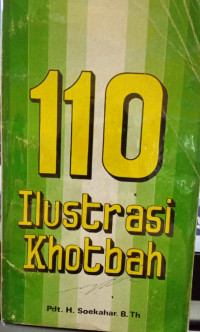 110
Ilustrasi
Khotbah
Pdt. H. Soekahar. B. Th